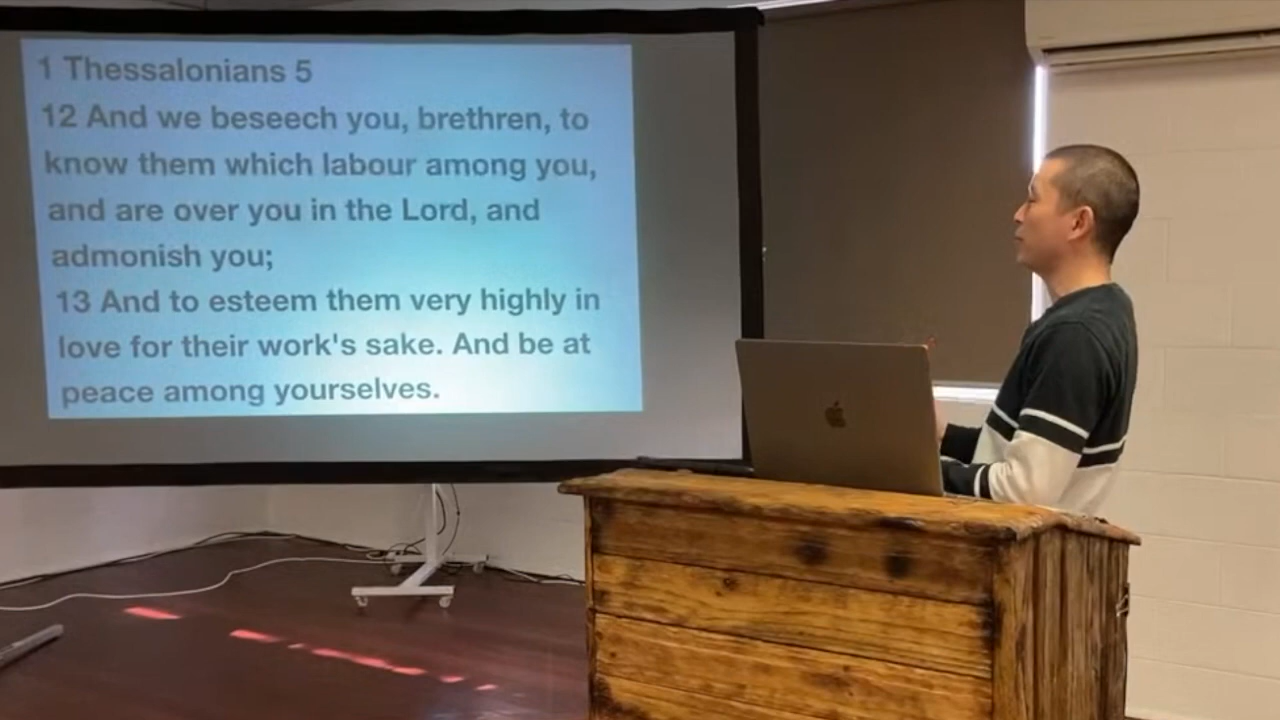 1 Thessalonians 5
12 And we beseech you, brethren, to
know them which labour among you,
and are over you in the Lord, and
admonish you;
13 And to esteem them very highly in
love for their work's sake. And be at
peace among yourselves.